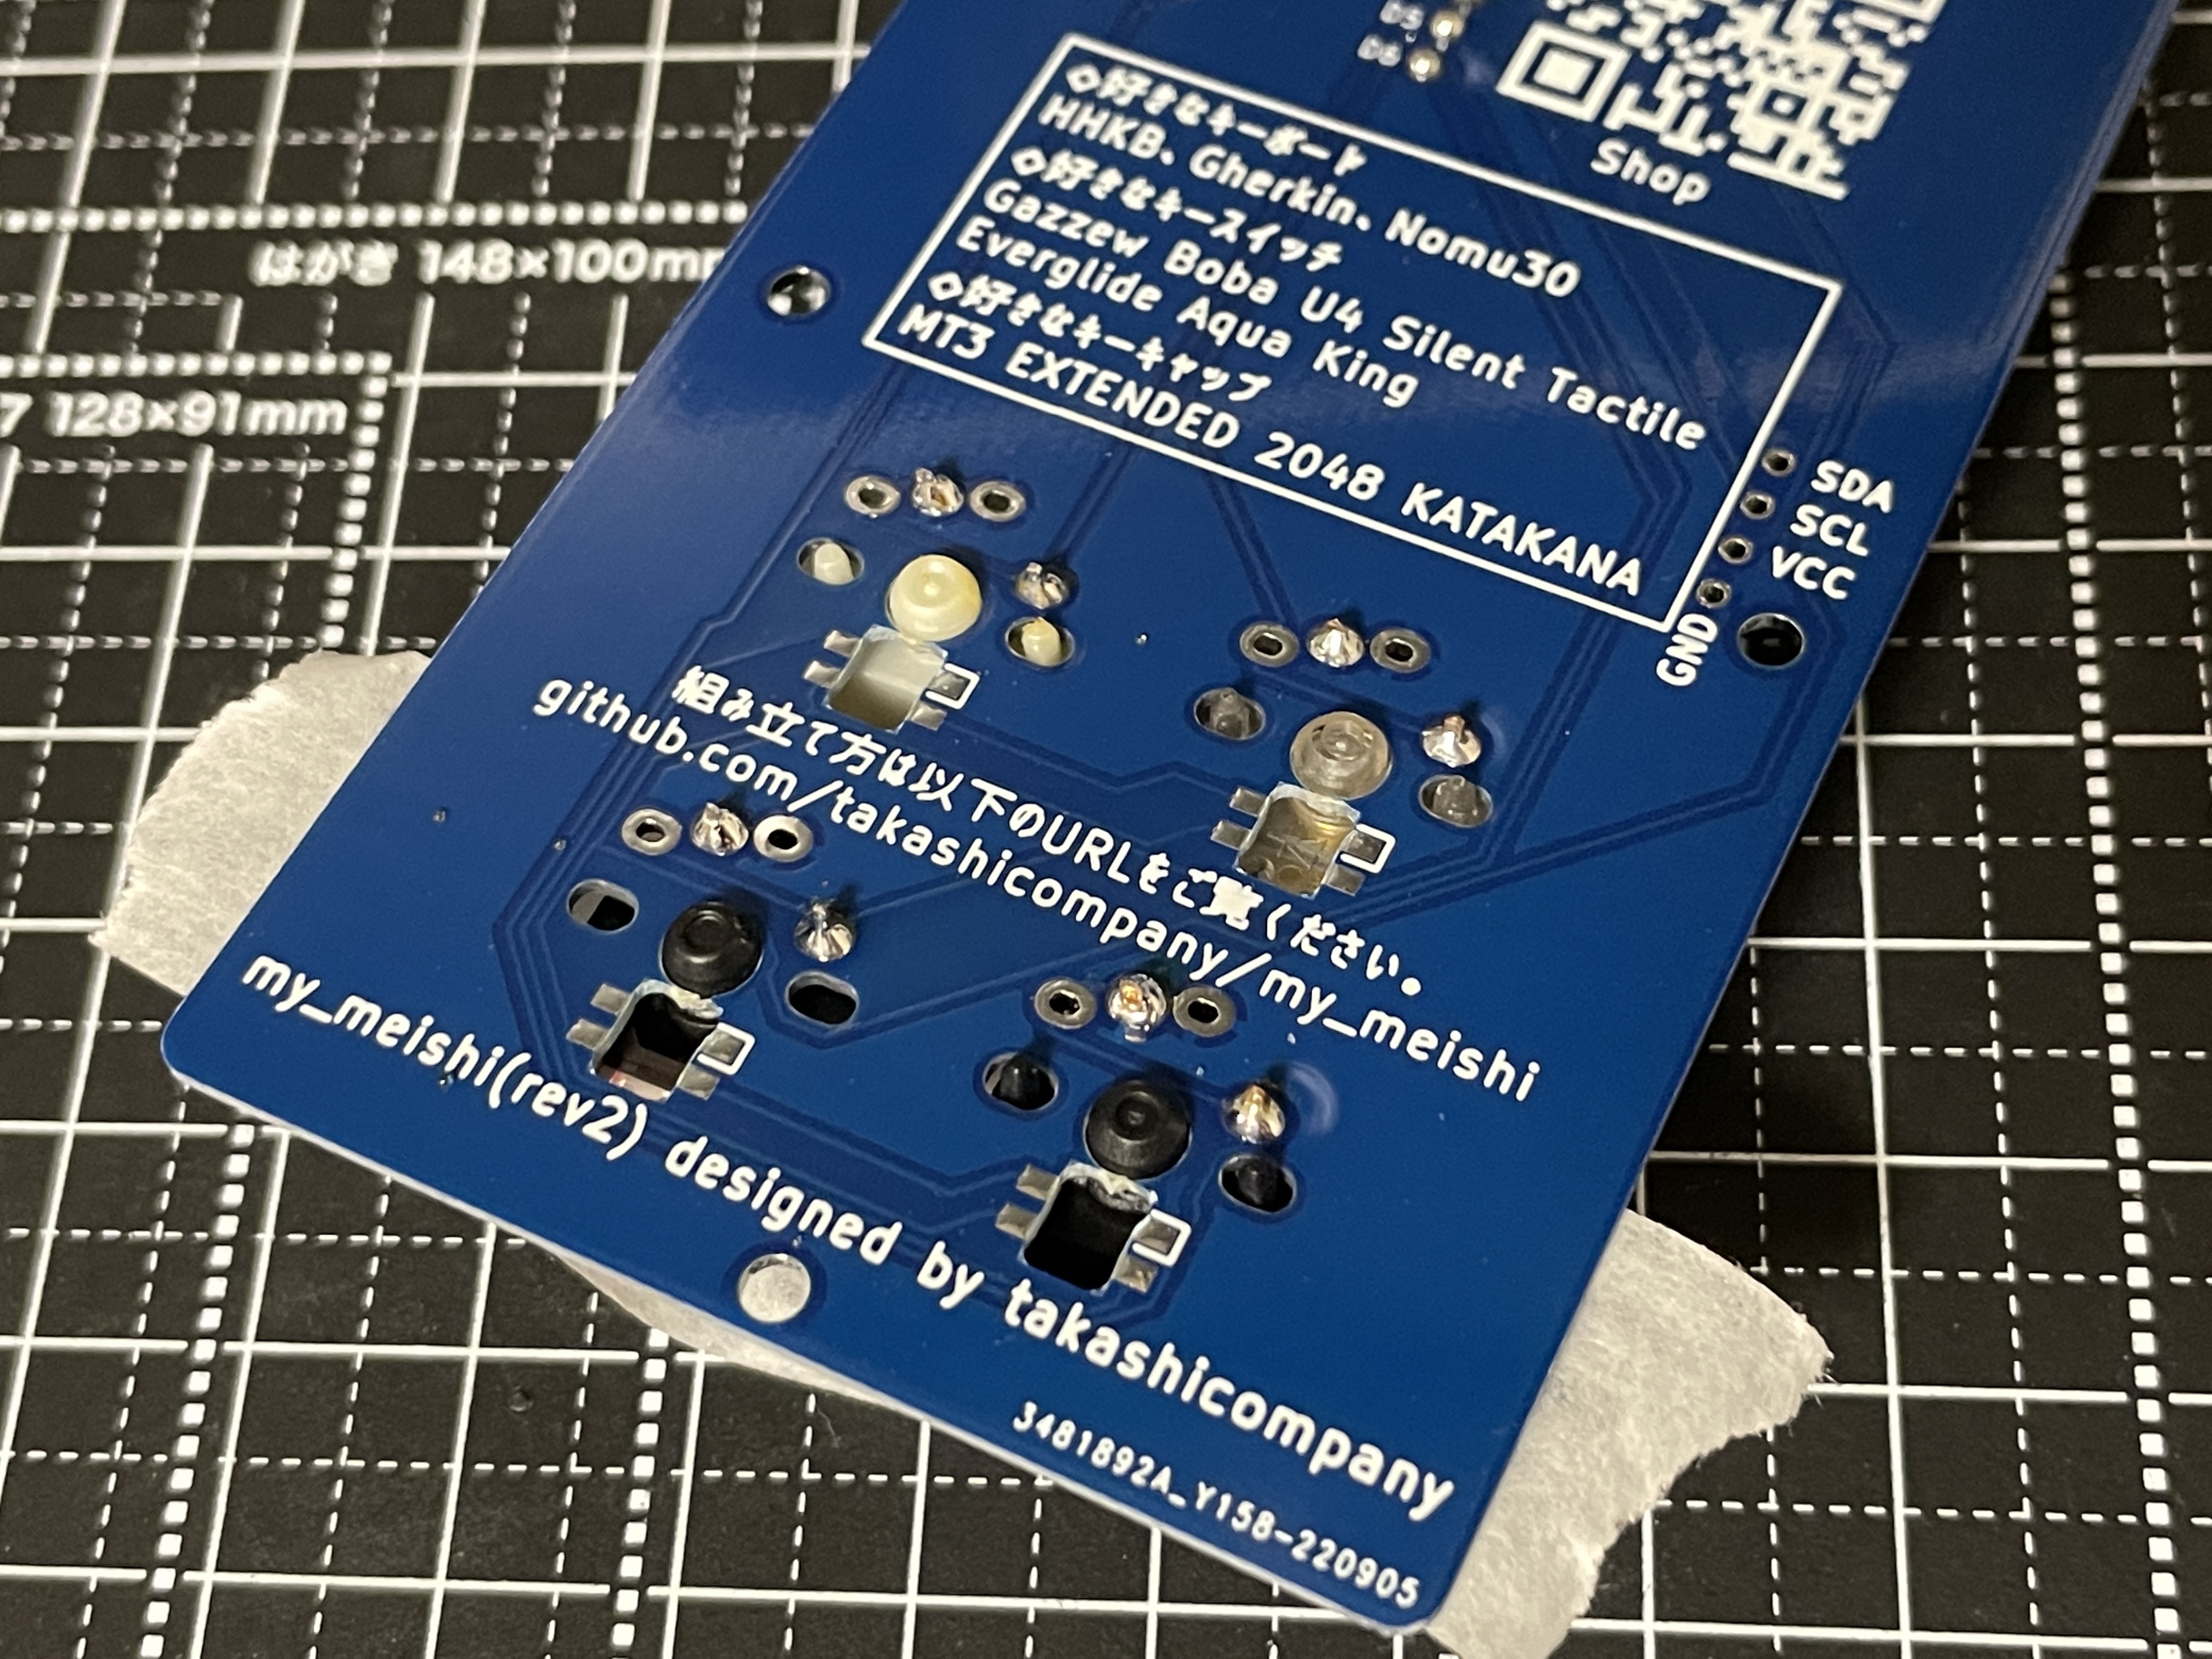 D5
D6
Shop
◇好きなキーボード
HHKB、Gherkin、Nomu30
◇好きなキースイッチ
Gazzew Boba U4 Silent Tactile
Everglide Aqua King
◇好きなキーキャップ
MT3 EXTENDED 2048 KATAKANA
SDA
SCL
VCC
GND
組み立て方は以下のURLをご覧ください。
github.com/takashicompany/my_meishi
my_meishi(rev2) designed by takashicompany
3481892A_Y158-220905
はがき 148×100mm
128×91mm